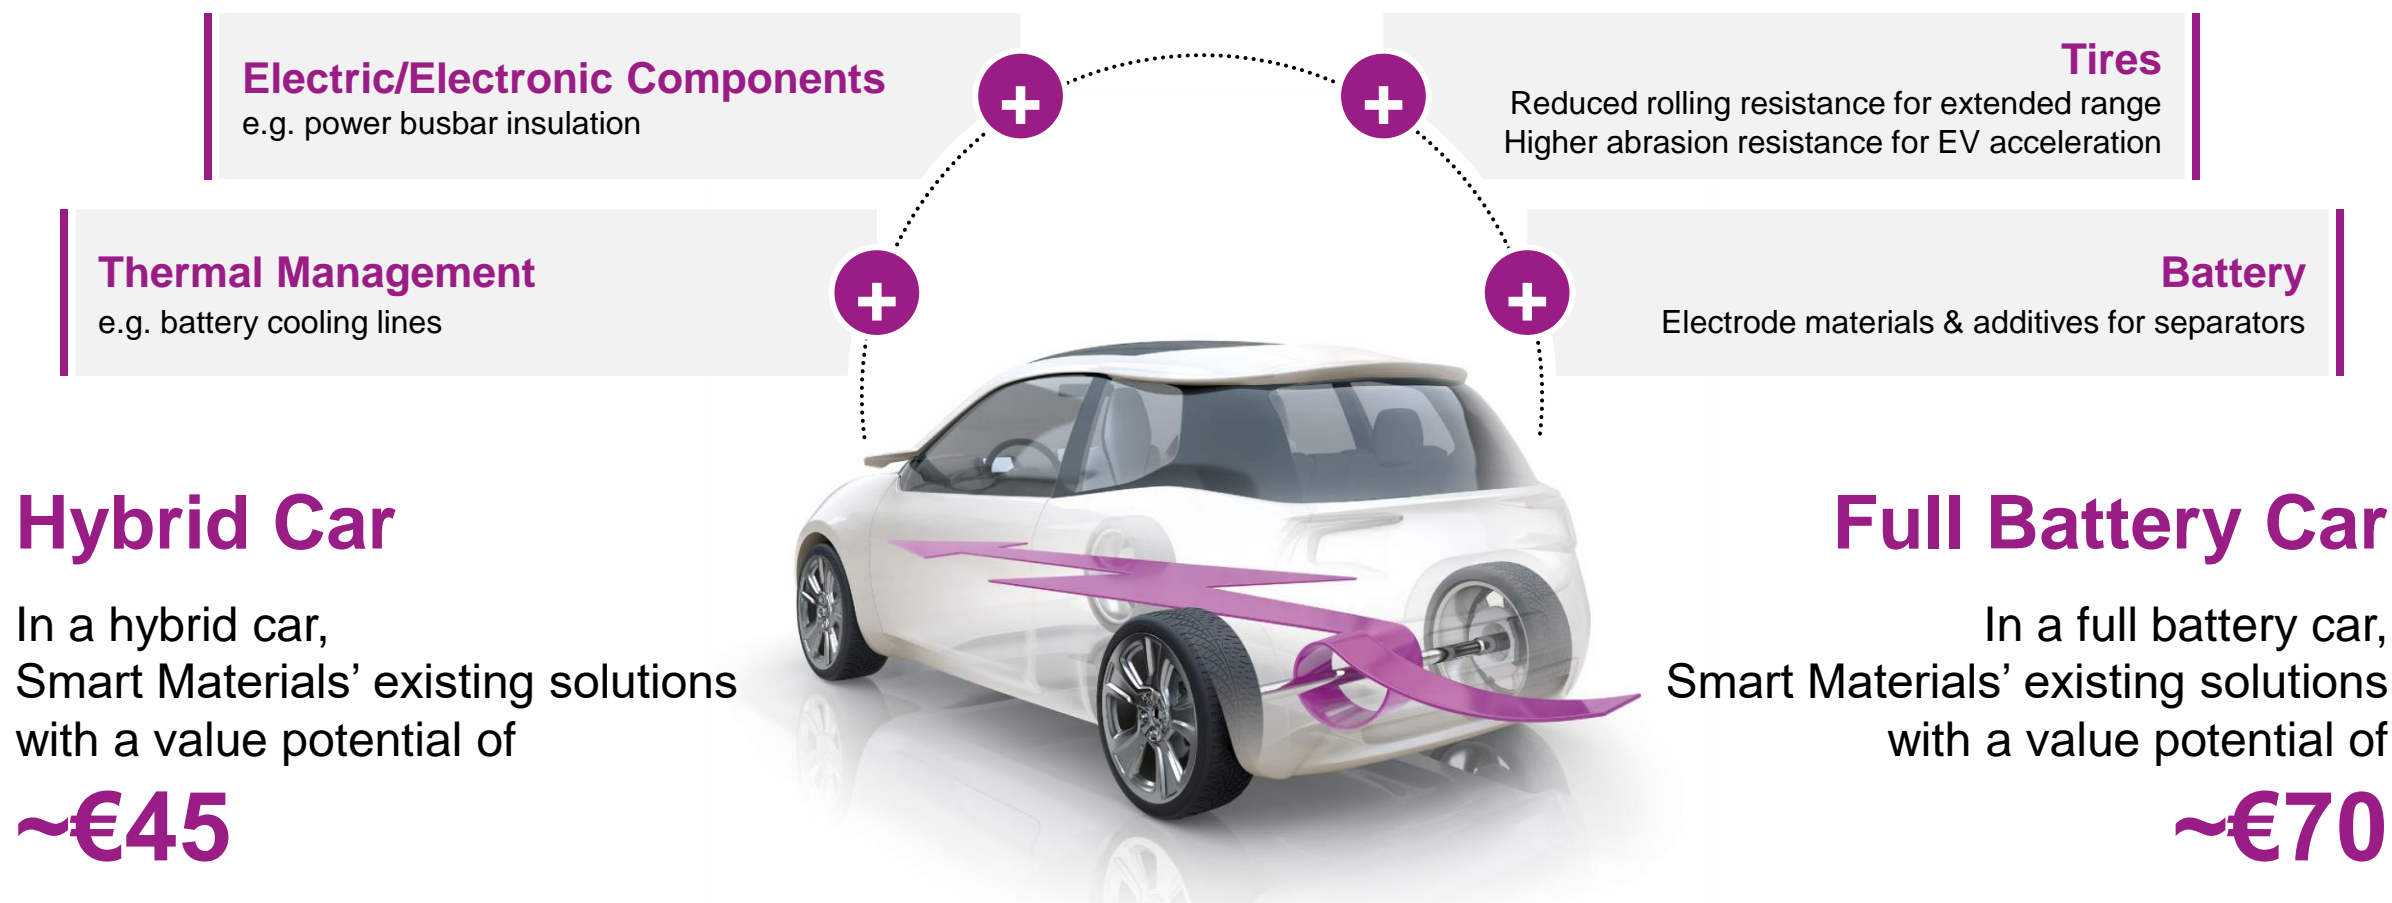 Electric/Electronic Components
e.g. power busbar insulation
Tires
Reduced rolling resistance for extended range
Higher abrasion resistance for EV acceleration
Thermal Management
e.g. battery cooling lines
Battery
Electrode materials & additives for separators
Hybrid Car
In a hybrid car,
Smart Materials’ existing solutions
with a value potential of
~€45
Full Battery Car
In a full battery car,
Smart Materials’ existing solutions
with a value potential of
~€70